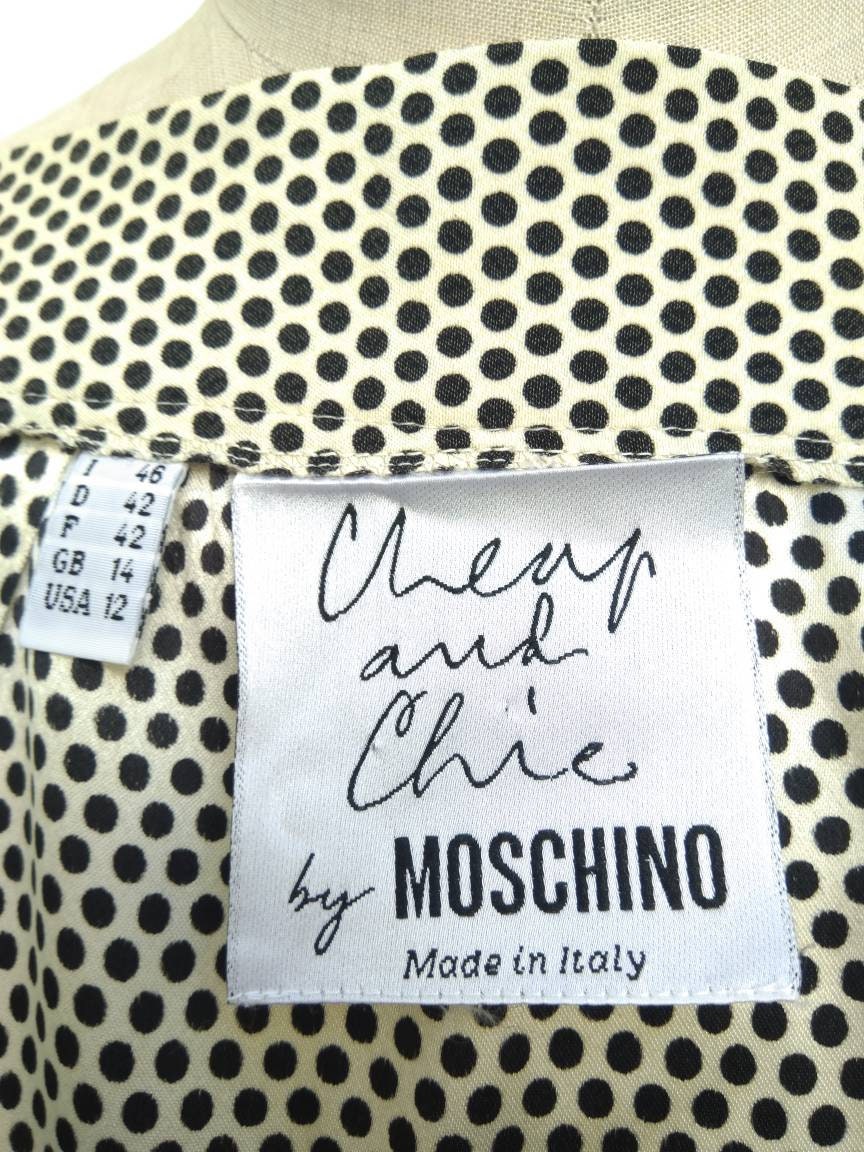 I 46
D 42
F 42
GB 14
USA 12
Cheap
and
Chic
by MOSCHINO
Made in Italy